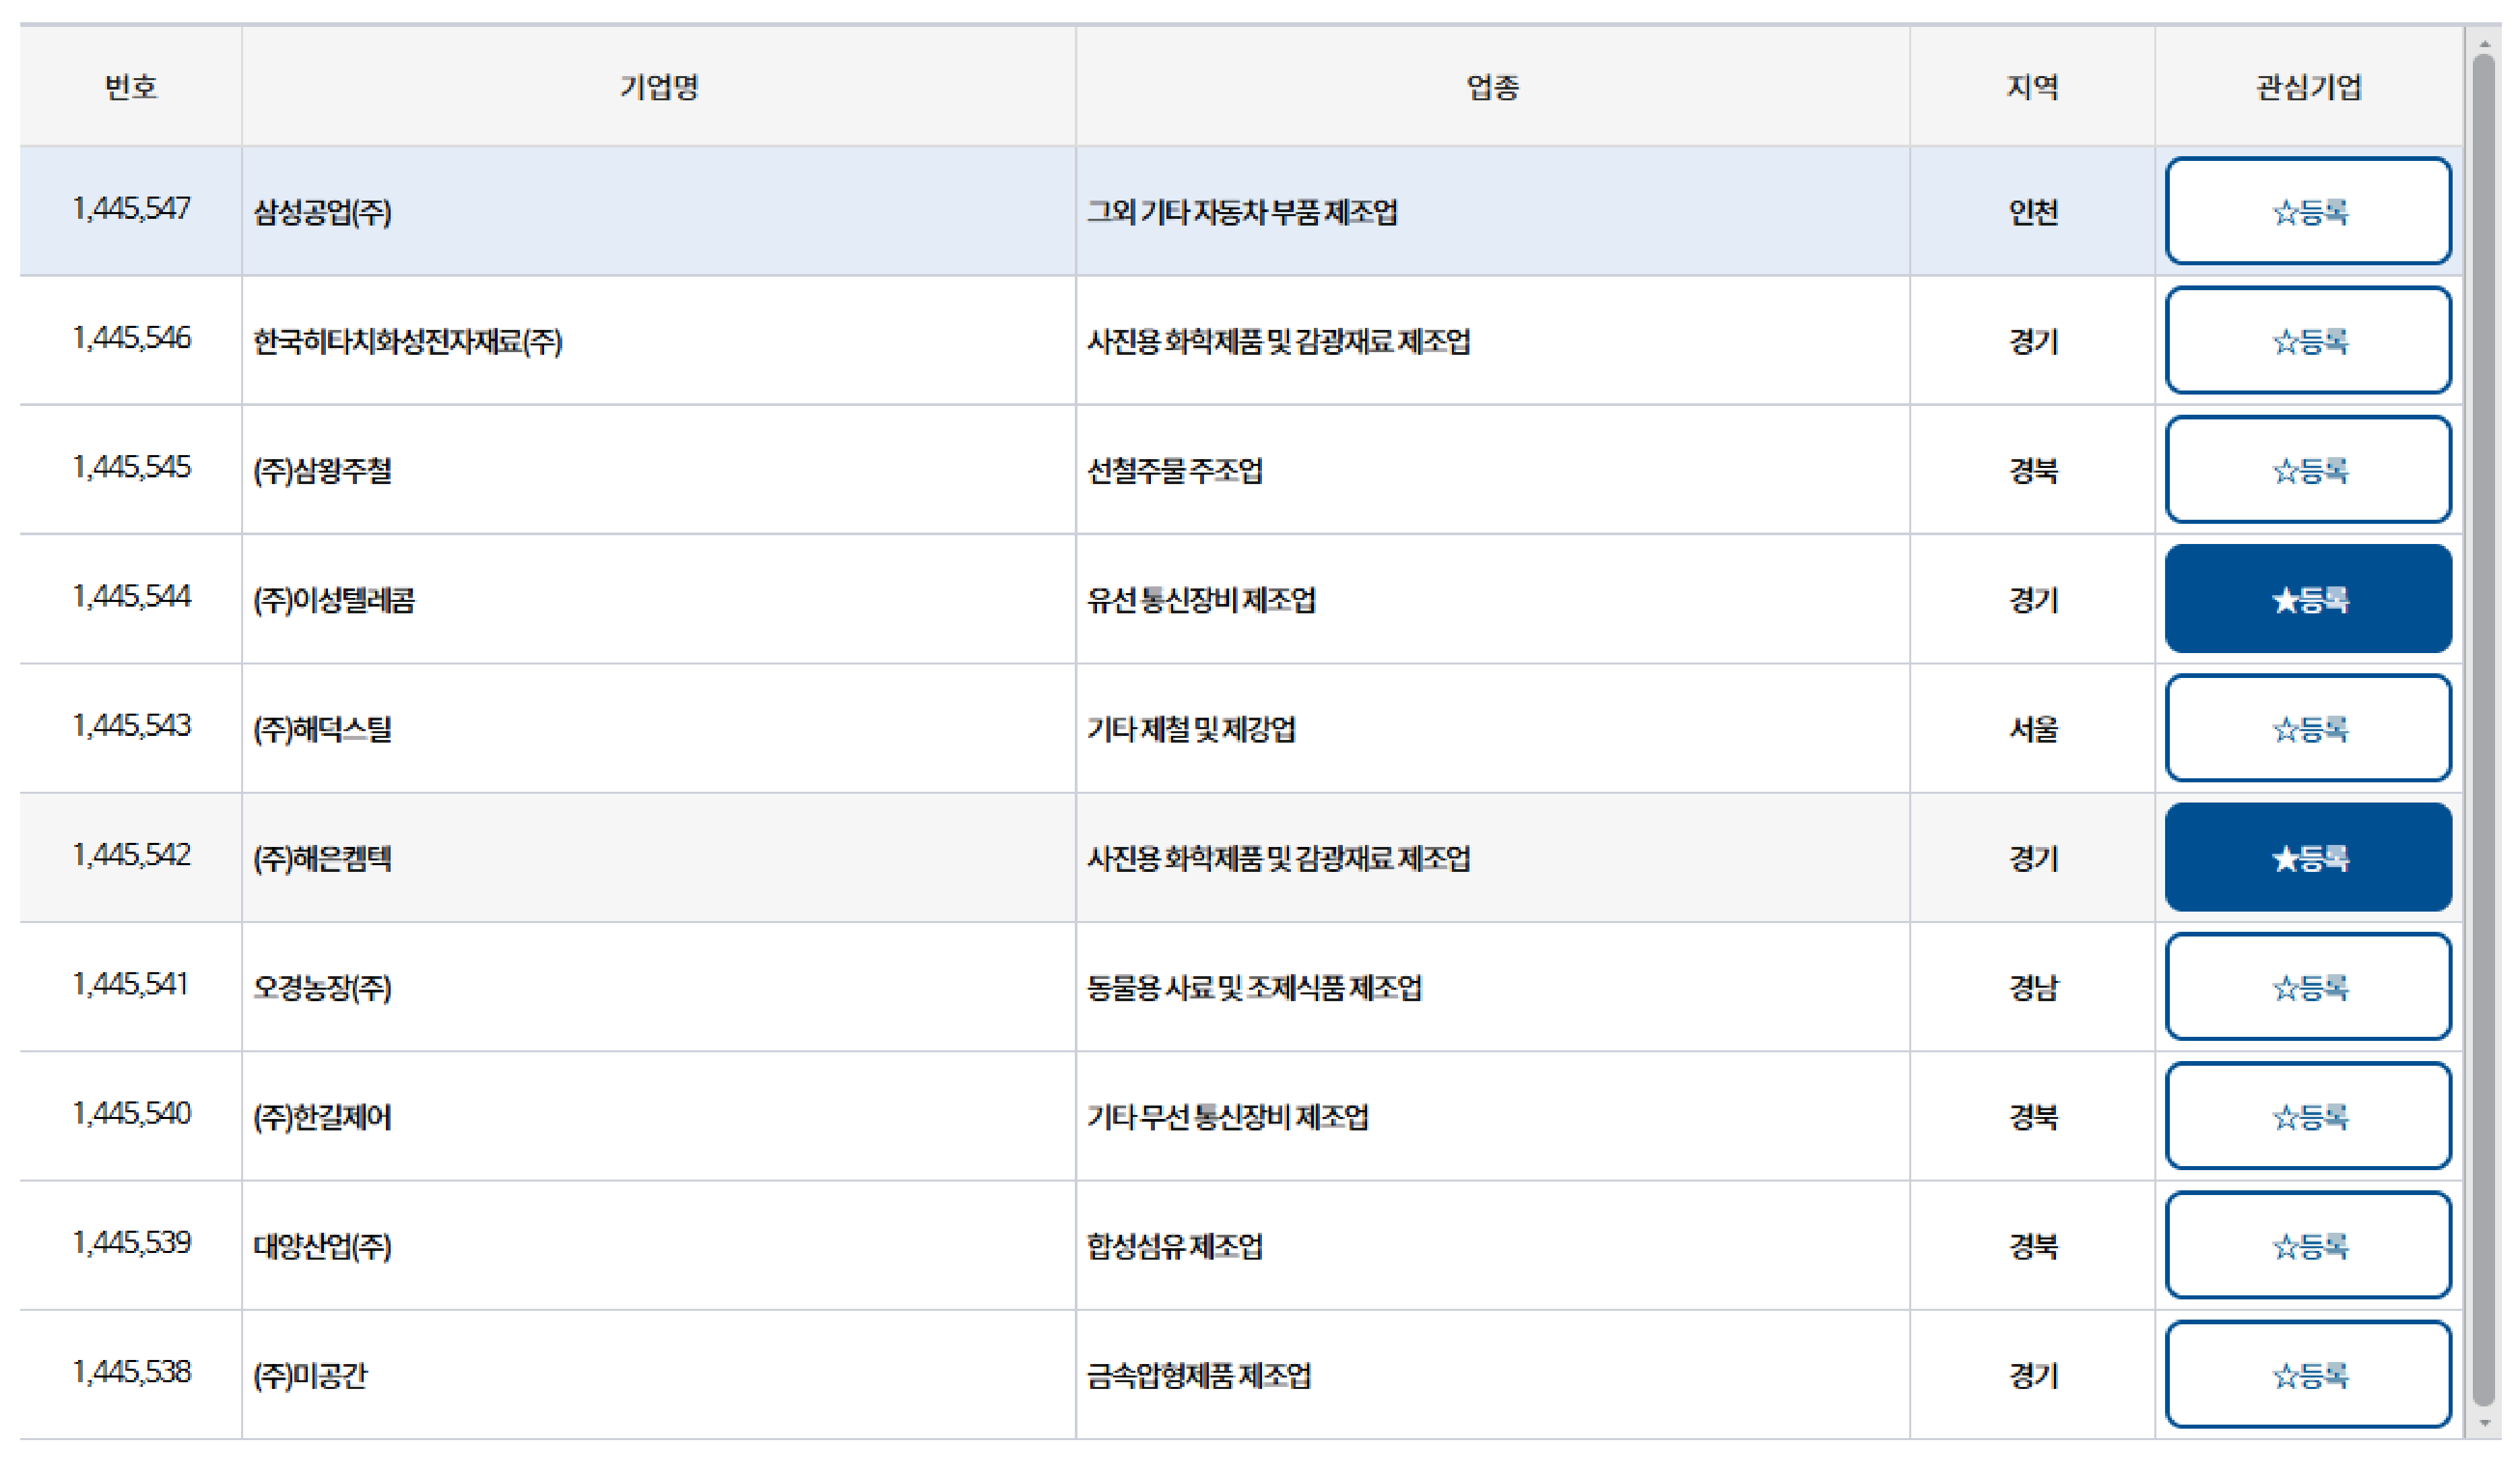 번호 기업명 업종 지역 관심기업
1,445,547 삼성공업(주) 그외 기타 자동차 부품 제조업 인천 ☆등록
1,445,546 한국히타치화성전자재료(주) 사진용 화학제품 및 감광재료 제조업 경기 ☆등록
1,445,545 (주)삼왕주철 선철주물 주조업 경북 ☆등록
1,445,544 (주)이성텔레콤 유선 통신장비 제조업 경기 ★등록
1,445,543 (주)해덕스틸 기타 제철 및 제강업 서울 ☆등록
1,445,542 (주)해은켐텍 사진용 화학제품 및 감광재료 제조업 경기 ★등록
1,445,541 오경농장(주) 동물용 사료 및 조제식품 제조업 경남 ☆등록
1,445,540 (주)한길제어 기타 무선 통신장비 제조업 경북 ☆등록
1,445,539 대양산업(주) 합성섬유 제조업 경북 ☆등록
1,445,538 (주)미공간 금속압형제품 제조업 경기 ☆등록